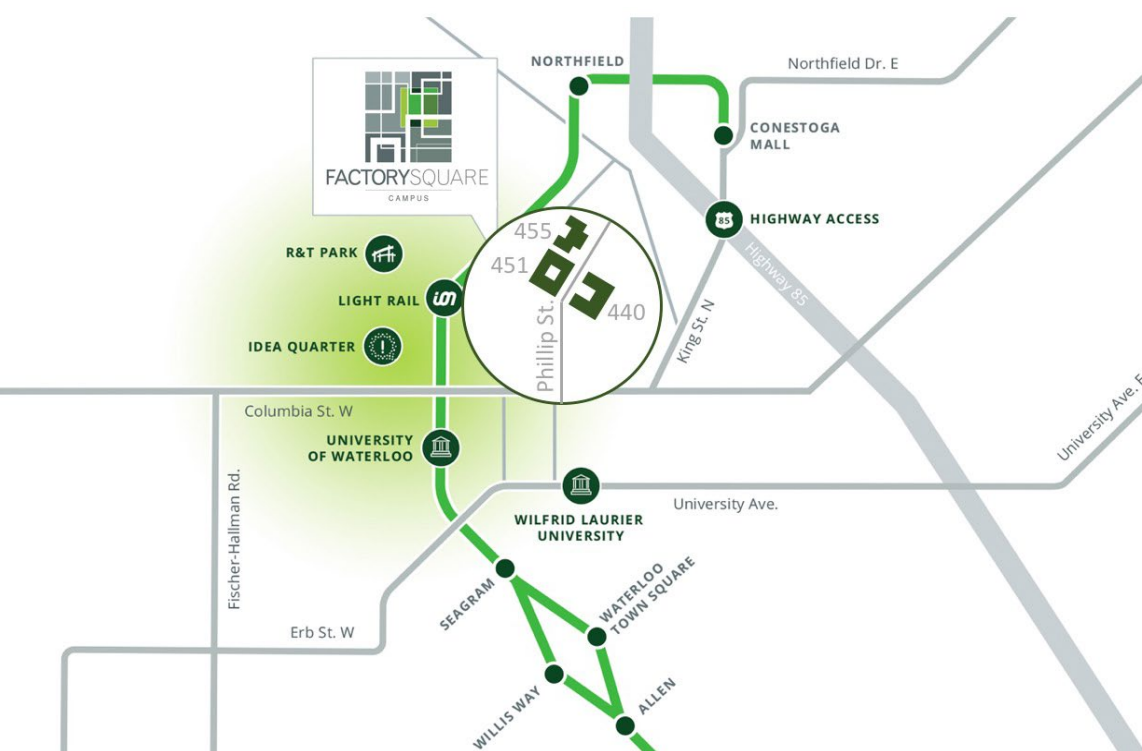 NORTHFIELD
Northfield Dr. E
CONESTOGA
MALL
FACTORYSQUARE
CAMPUS
85
HIGHWAY ACCESS
455
R&T PARK
451
Highway 85
LIGHT RAIL
ion
440
Phillip St.
King St. N
IDEA QUARTER
!
Columbia St. W
University Ave. E
UNIVERSITY
OF WATERLOO
Fischer-Hallman Rd.
University Ave.
WILFRID LAURIER
UNIVERSITY
SEAGRAM
WATERLOO
TOWN SQUARE
Erb St. W
WILLIS WAY
ALLEN